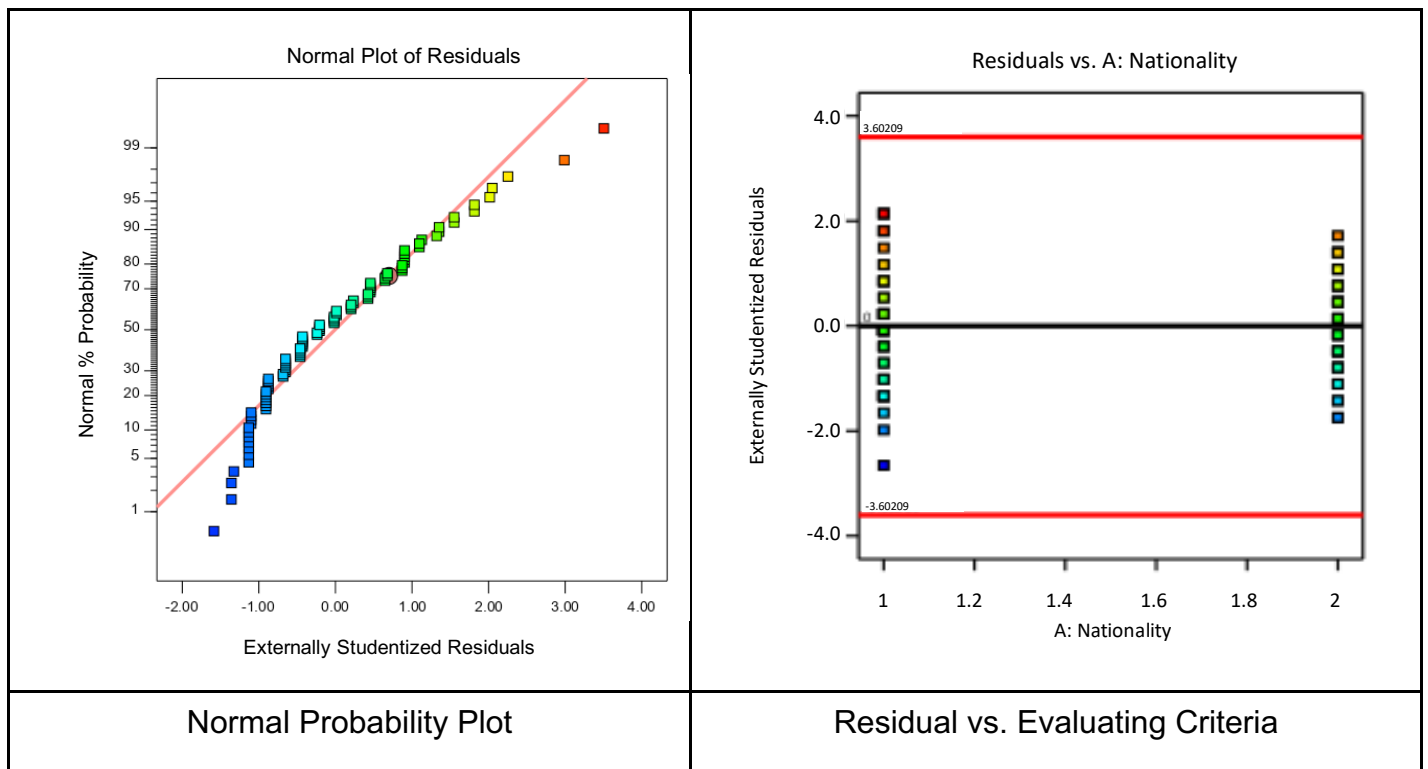 Normal Plot of Residuals
Normal % Probability
99
95
90
80
70
50
30
20
10
5
1
-2.00 -1.00 0.00 1.00 2.00 3.00 4.00
Externally Studentized Residuals
Residuals vs. A: Nationality
Externally Studentized Residuals
4.0
3.60209
2.0
0.0
0
-2.0
-3.60209
-4.0
1 1.2 1.4 1.6 1.8 2
A: Nationality
Normal Probability Plot
Residual vs. Evaluating Criteria